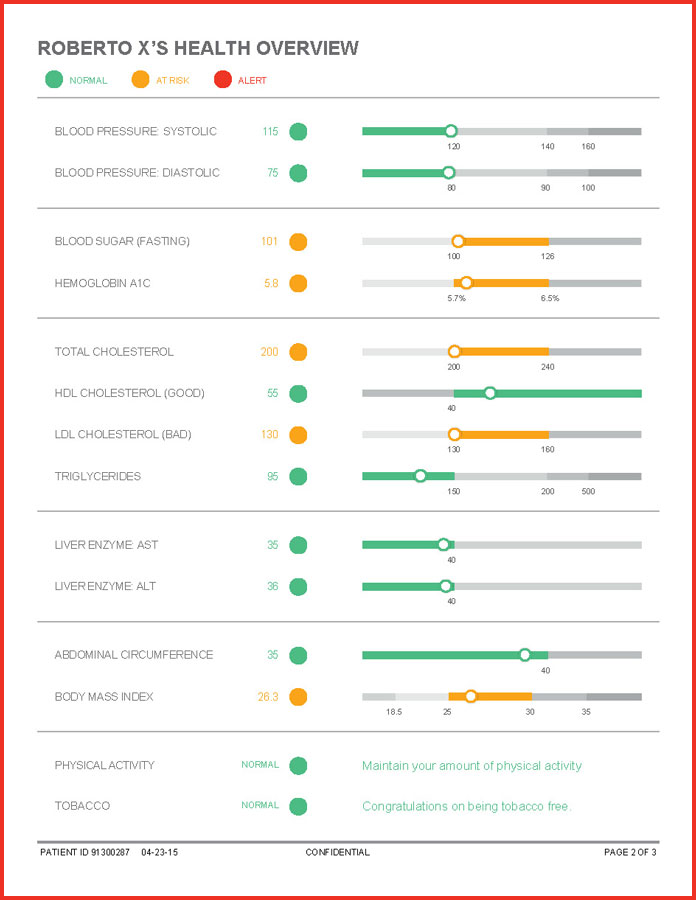 ROBERTO X'S HEALTH OVERVIEW
NORMAL AT RISK ALERT
BLOOD PRESSURE: SYSTOLIC 115
120 140 160
BLOOD PRESSURE: DIASTOLIC 75
80 90 100
BLOOD SUGAR (FASTING) 101
100 126
HEMOGLOBIN A1C 5.8
5.7% 6.5%
TOTAL CHOLESTEROL 200
200 240
HDL CHOLESTEROL (GOOD) 55
40
LDL CHOLESTEROL (BAD) 130
130 160
TRIGLYCERIDES 95
150 200 500
LIVER ENZYME: AST 35
40
LIVER ENZYME: ALT 36
40
ABDOMINAL CIRCUMFERENCE 35
40
BODY MASS INDEX 26.3
18.5 25 30 35
PHYSICAL ACTIVITY NORMAL Maintain your amount of physical activity
TOBACCO NORMAL Congratulations on being tobacco free.
PATIENT ID 91300287 04-23-15 CONFIDENTIAL PAGE 2 OF 3